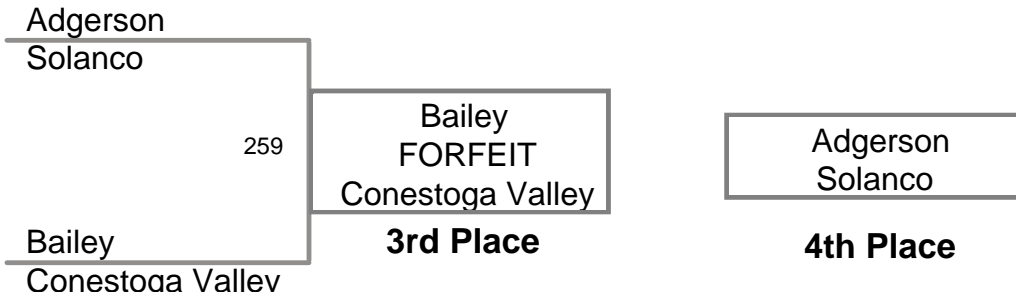 Adgerson
Solanco
259
Bailey
FORFEIT
Conestoga Valley
3rd Place
Adgerson
Solanco
4th Place
Bailey
Conestoga Valley